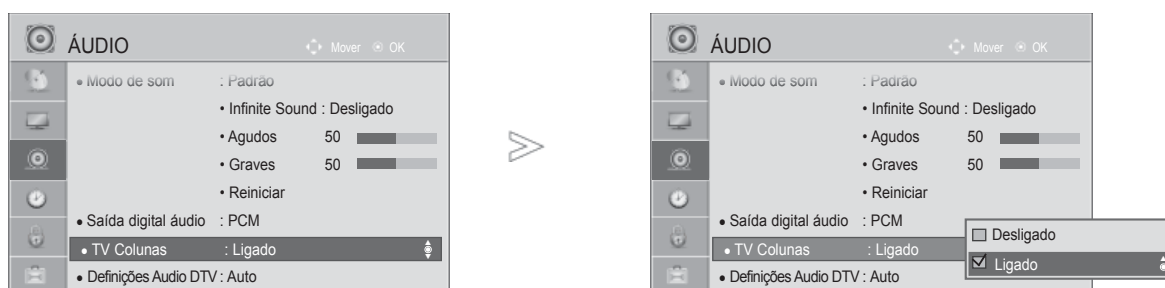 ÁUDIO Mover OK
• Modo de som : Padrão
• Infinite Sound : Desligado
• Agudos 50
• Graves 50
• Reiniciar
• Saída digital áudio : PCM
• TV Colunas : Ligado
• Definições Audio DTV : Auto
ÁUDIO Mover OK
• Modo de som : Padrão
• Infinite Sound : Desligado
• Agudos 50
• Graves 50
• Reiniciar
• Saída digital áudio : PCM
• TV Colunas : Ligado
• Definições Audio DTV : Auto
Desligado
Ligado